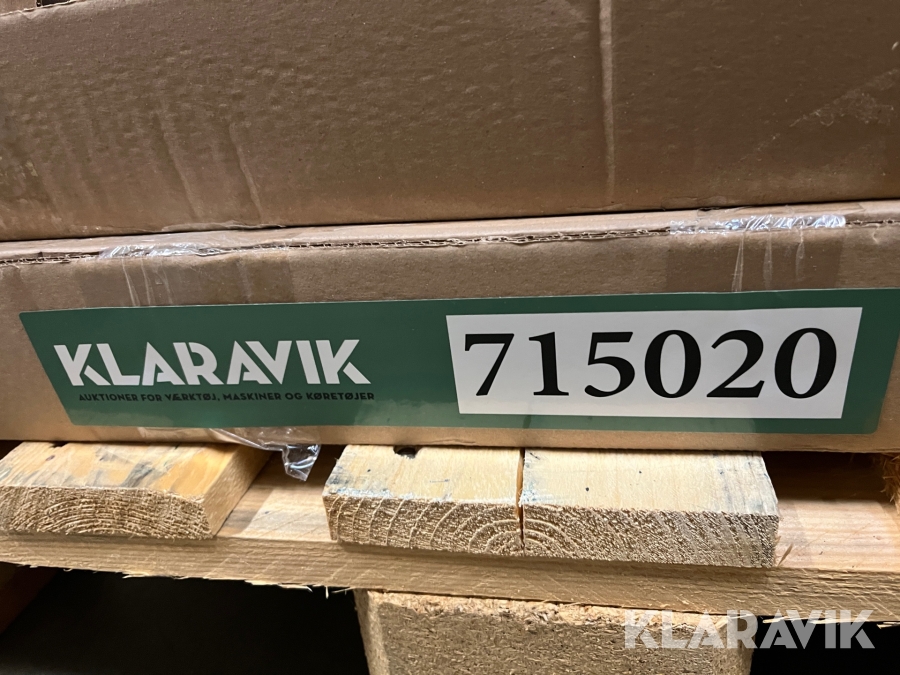 KLARAVIK
AUKTIONER FOR VÆRKTØJ, MASKINER OG KØRETØJER
715020
KLARAVIK